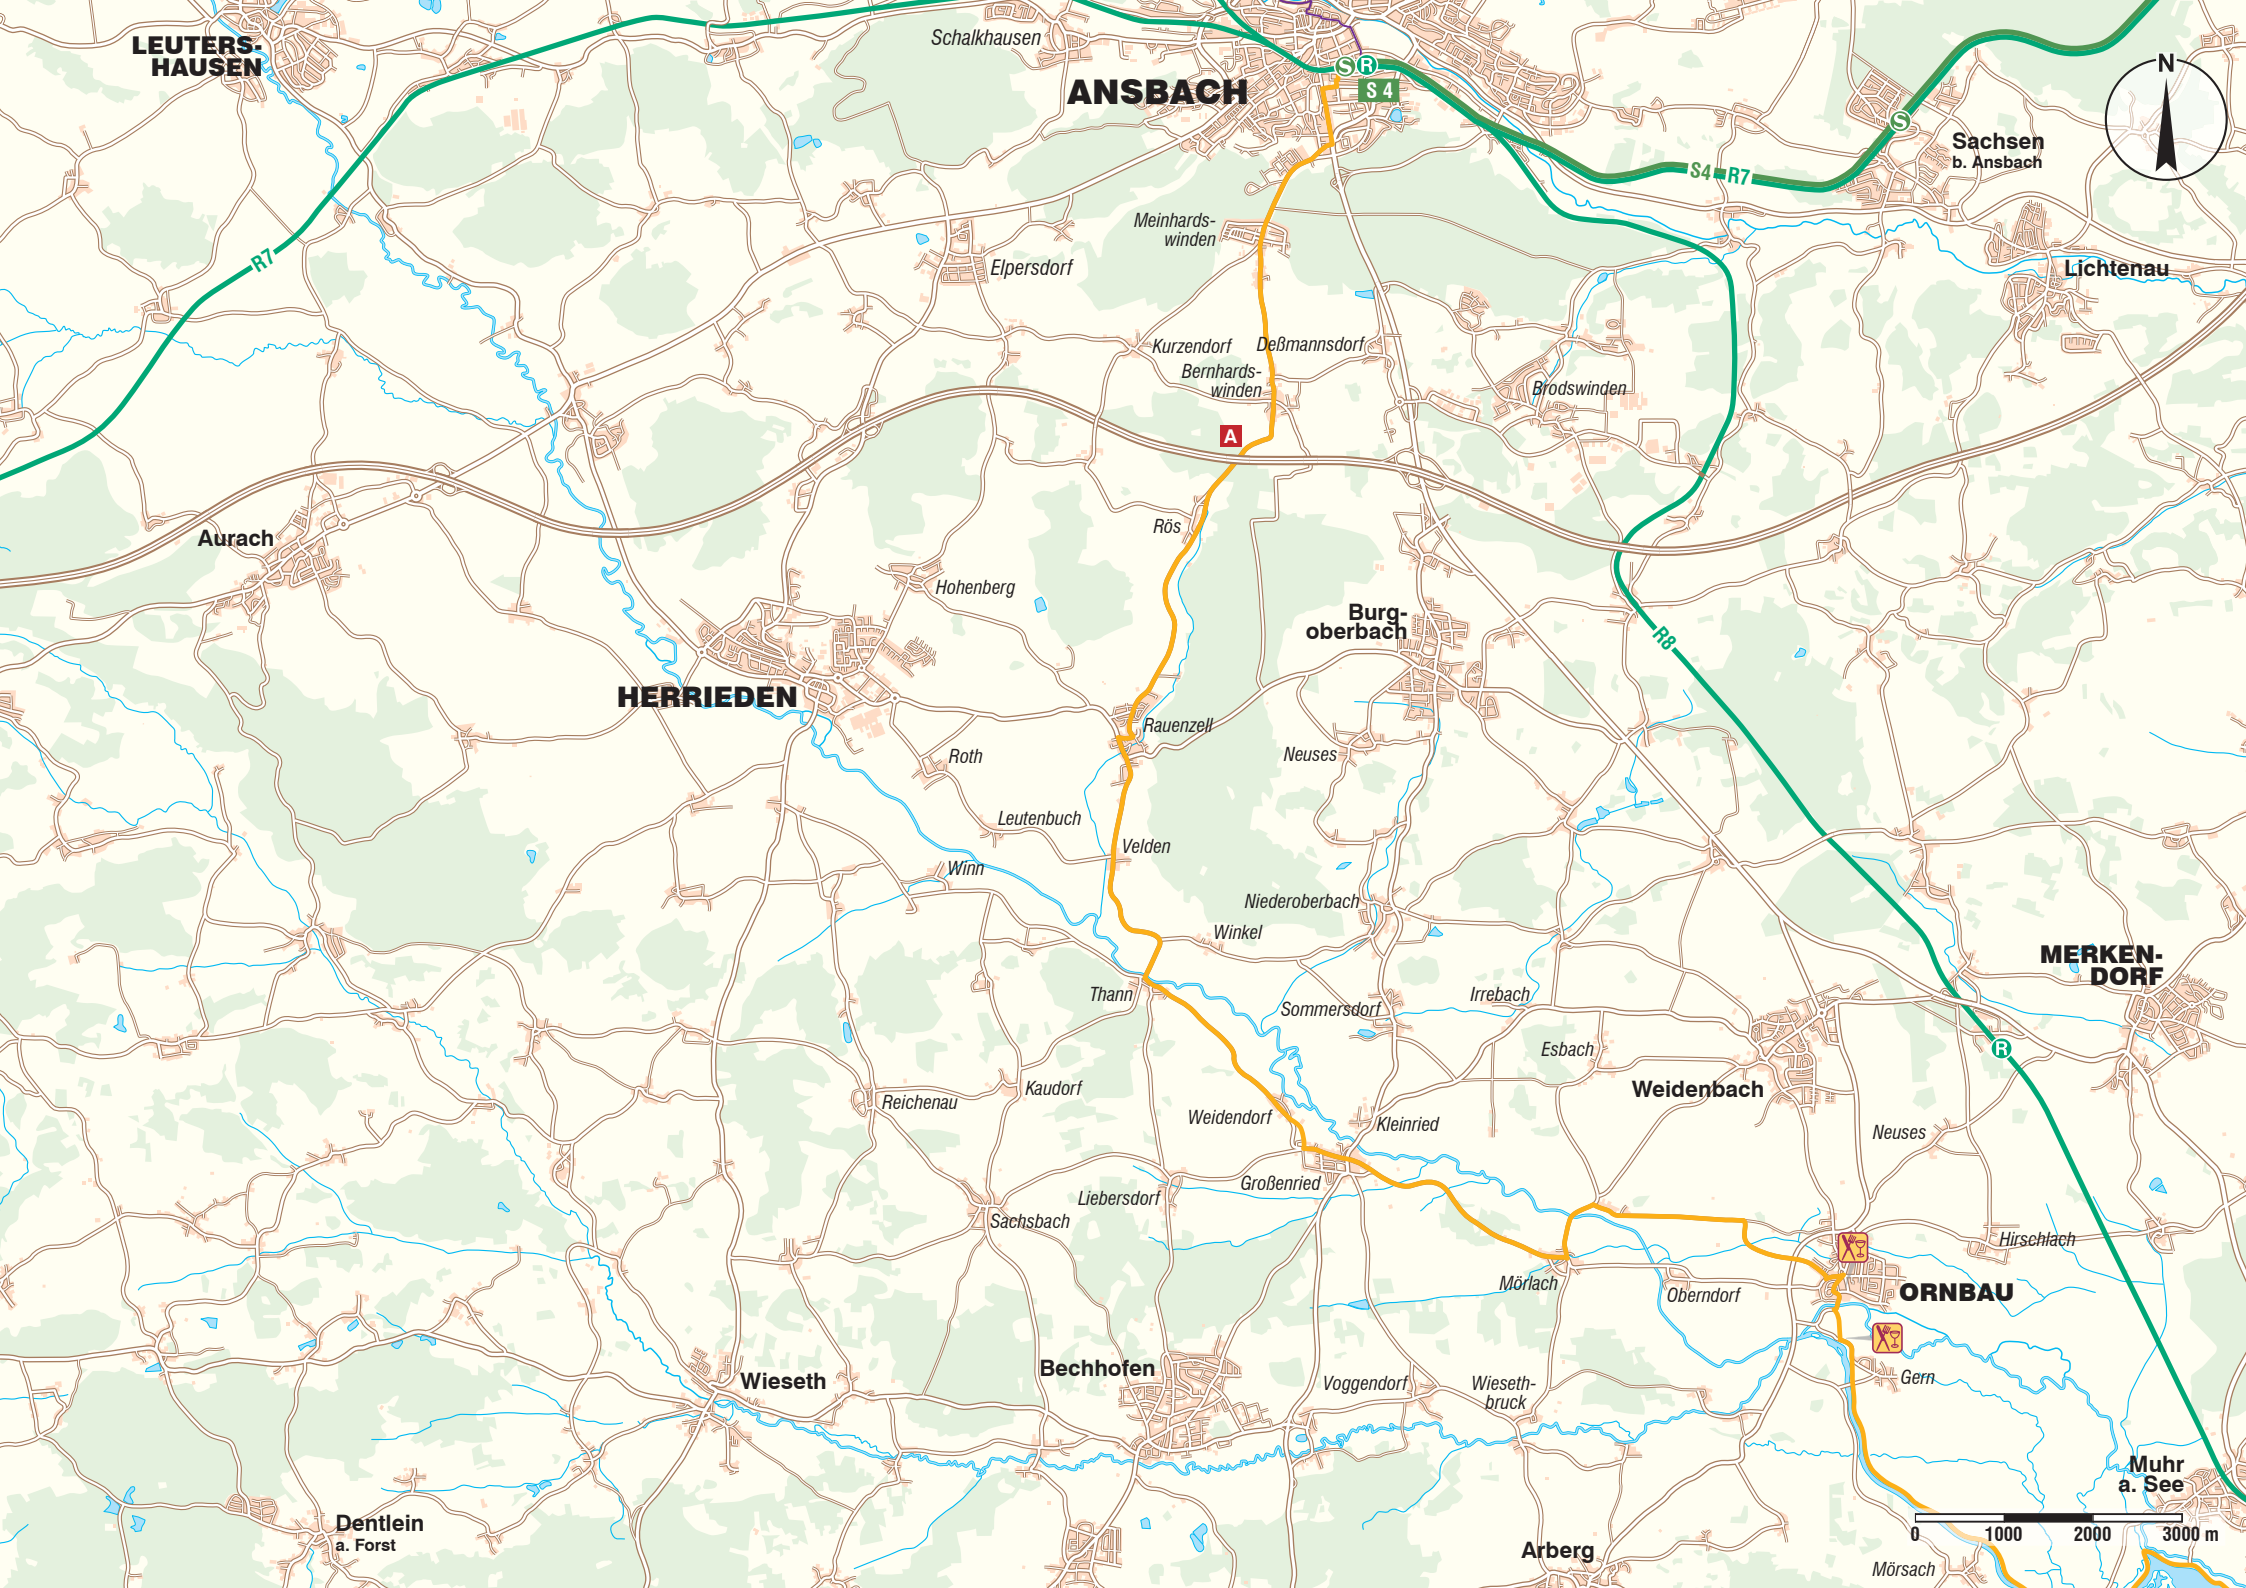 LEUTERS-
HAUSEN
Schalkhausen
ANSBACH
S
R
S 4
S
Sachsen
b. Ansbach
N
S4
R7
R7
Meinhards-
winden
Elpersdorf
Lichtenau
Kurzendorf
Deßmannsdorf
Bernhards-
winden
Brodswinden
A
Rös
Aurach
Hohenberg
Burg-
oberbach
R8
HERRIEDEN
Rauenzell
Roth
Neuses
Leutenbuch
Velden
Winn
Niederoberbach
Winkel
MERKEN-
DORF
Thann
Sommersdorf
Irrebach
Esbach
R
Weidenbach
Kaudorf
Reichenau
Weidendorf
Kleinried
Neuses
Großenried
Liebersdorf
Sachsbach
Hirschlach
Mörlach
Oberndorf
ORNBAU
Bechhofen
Wieseth
Voggendorf
Wieseth-
bruck
Gern
Muhr
a. See
Dentlein
a. Forst
Arberg
0 1000 2000 3000 m
Mörsach